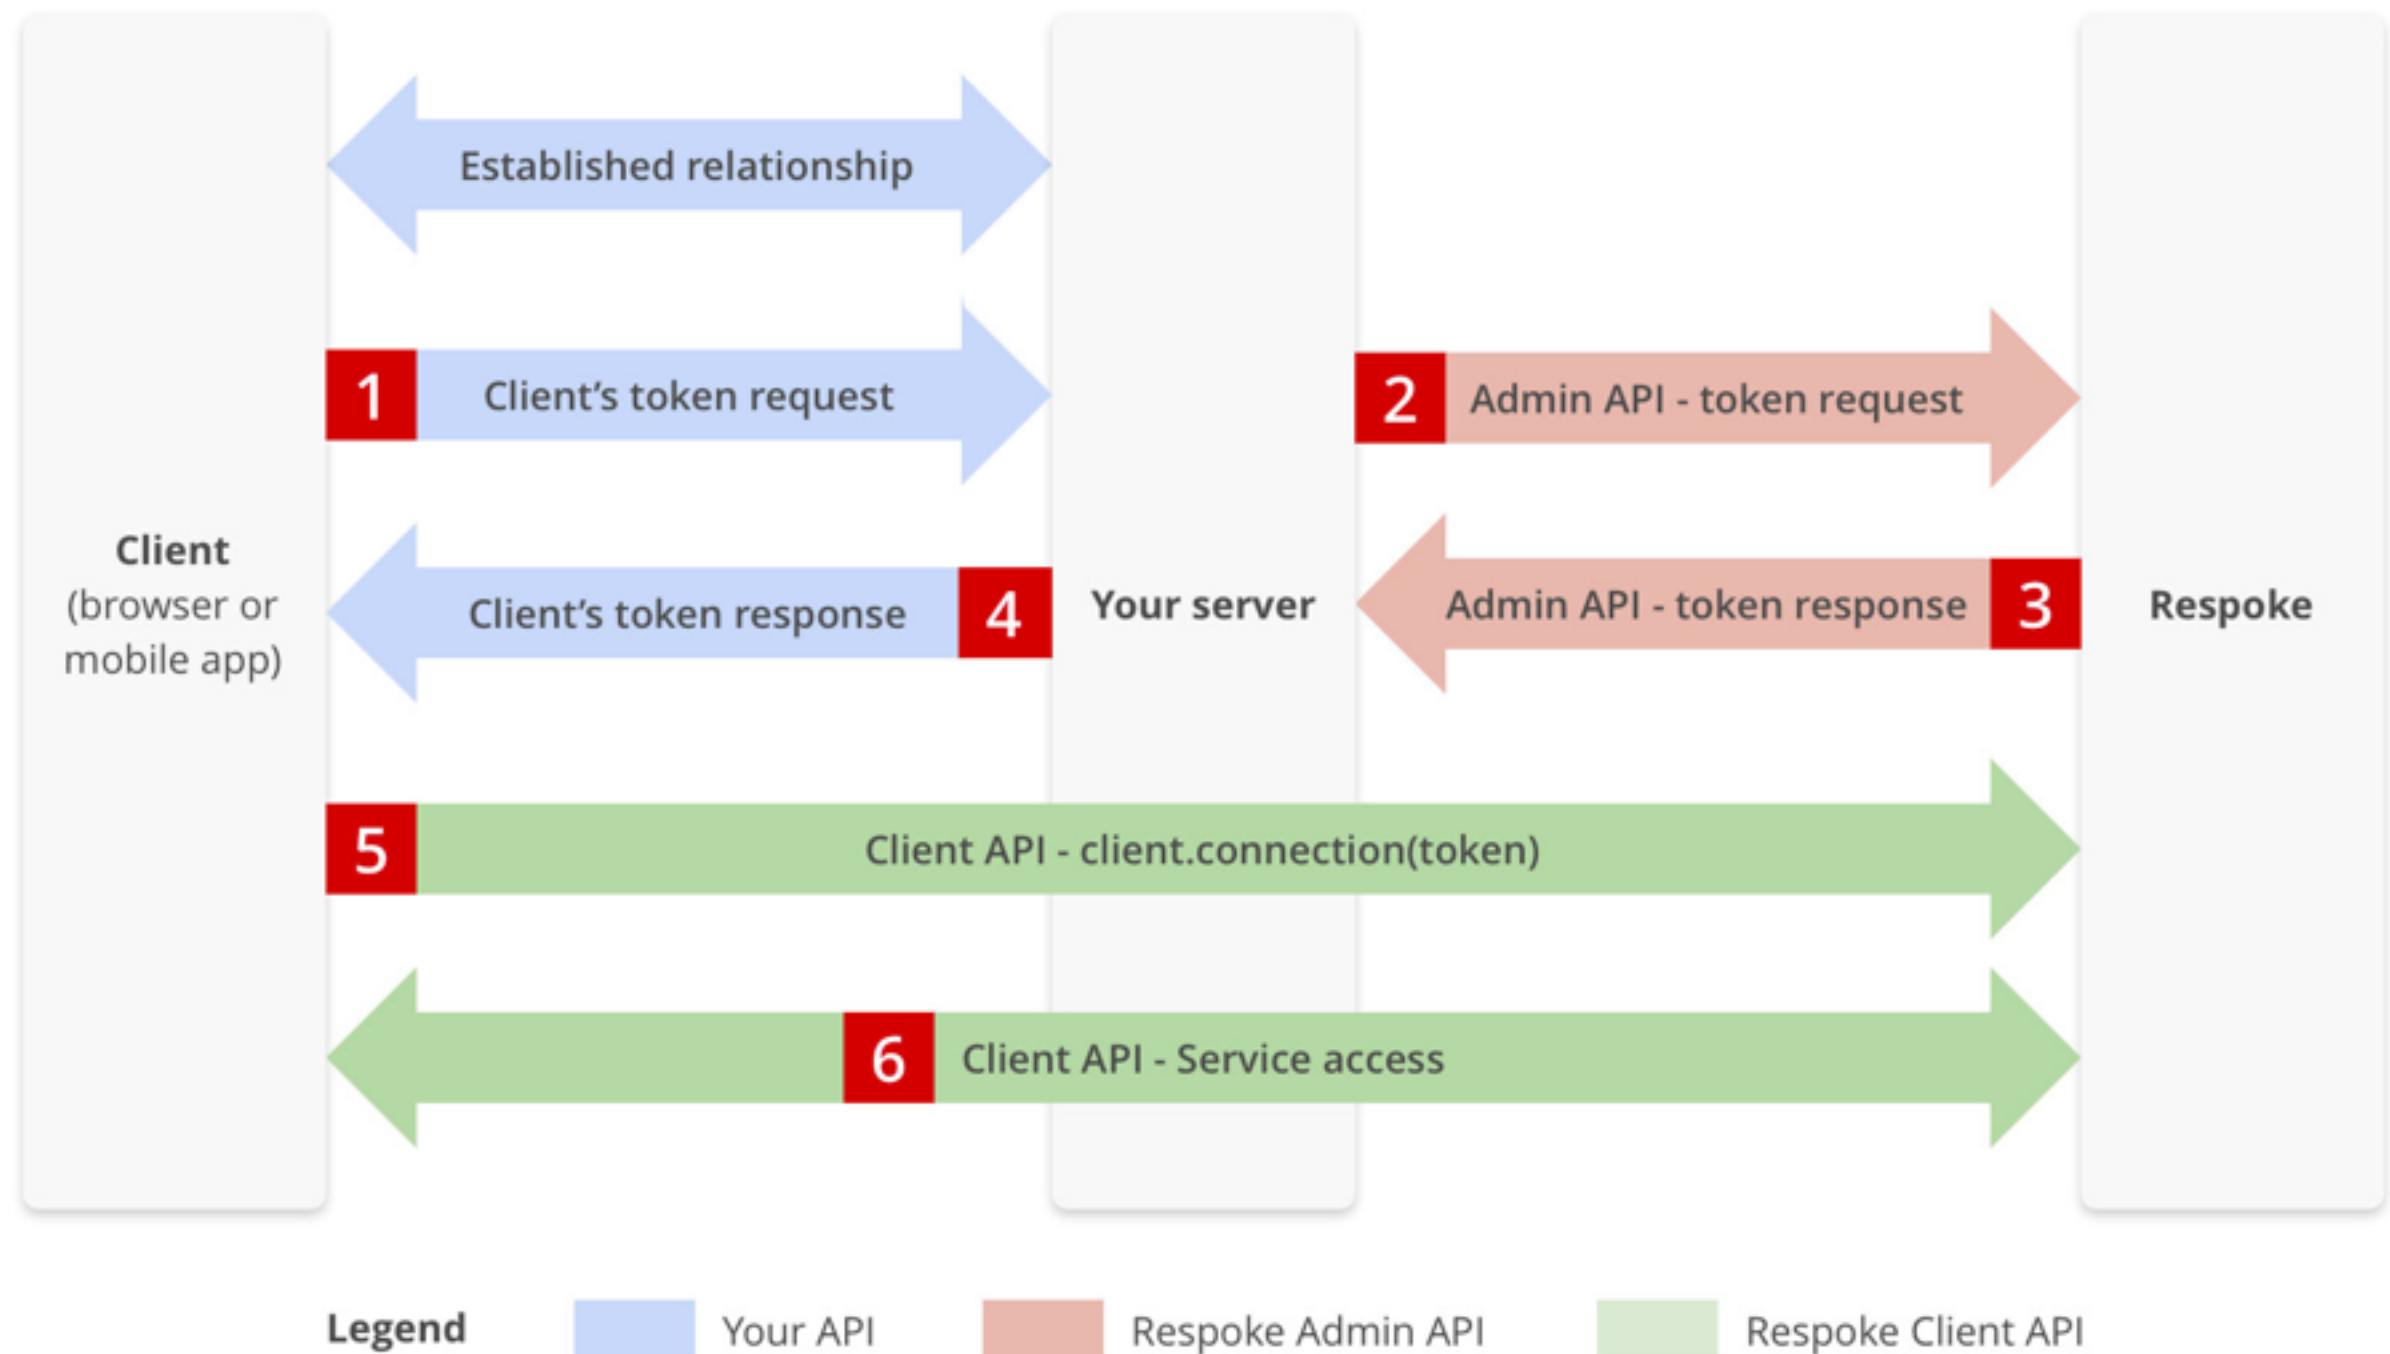 Established relationship
1 Client's token request
2 Admin API - token request
Client
(browser or
mobile app)
Client's token response 4
Your server
Admin API - token response 3
Respoke
5 Client API - client.connection(token)
6 Client API - Service access
Legend Your API Respoke Admin API Respoke Client API